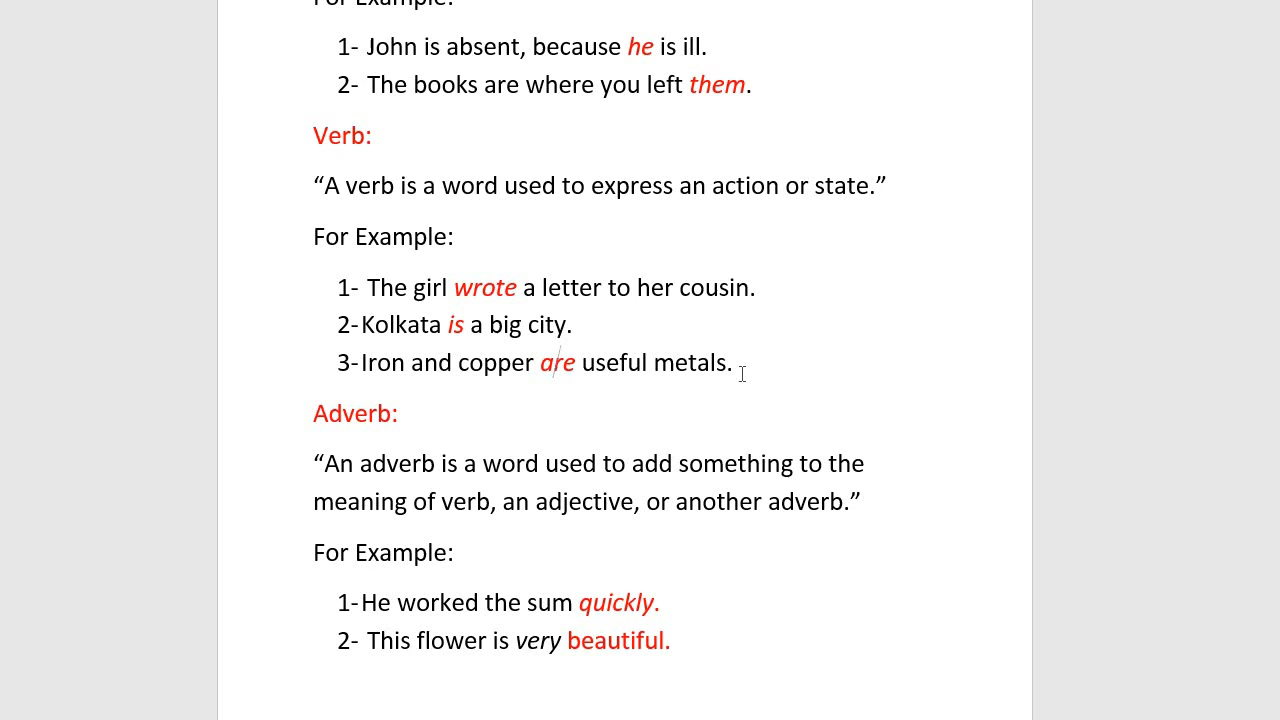 For Example:
1- John is absent, because he is ill.
2- The books are where you left them.
Verb:
“A verb is a word used to express an action or state.”
For Example:
1- The girl wrote a letter to her cousin.
2-Kolkata is a big city.
3-Iron and copper are useful metals.
Adverb:
“An adverb is a word used to add something to the
meaning of verb, an adjective, or another adverb.”
For Example:
1-He worked the sum quickly.
2- This flower is very beautiful.